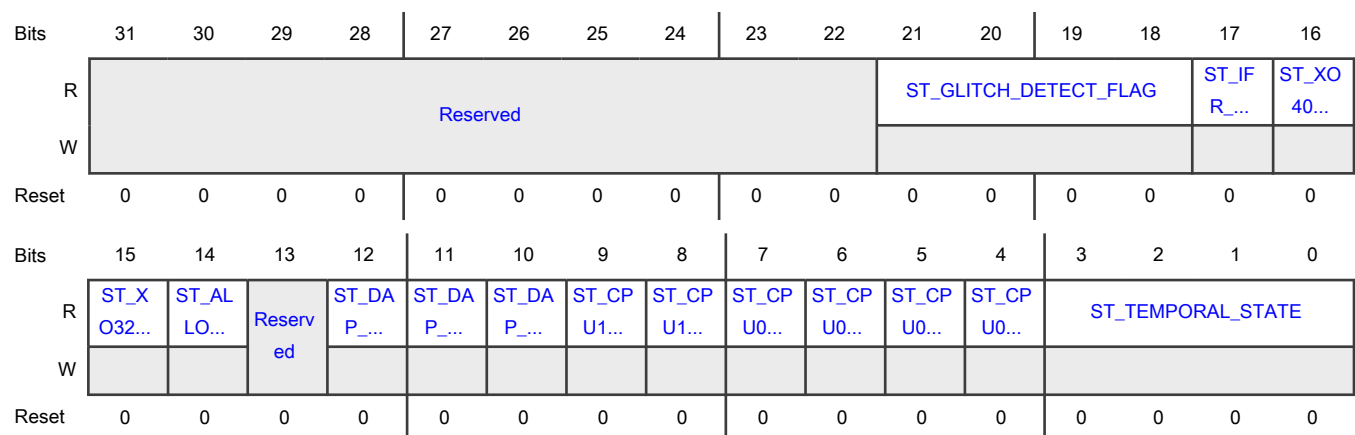 Bits 31 30 29 28 27 26 25 24 23 22 21 20 19 18 17 16
R Reserved ST_GLITCH_DETECT_FLAG ST_IF ST_XO
R_... 40...
W
Reset 0 0 0 0 0 0 0 0 0 0 0 0 0 0 0 0
Bits 15 14 13 12 11 10 9 8 7 6 5 4 3 2 1 0
R ST_X ST_AL Reserv ST_DA ST_DA ST_DA ST_CP ST_CP ST_CP ST_CP ST_CP ST_CP ST_TEMPORAL_STATE
O32... LO... ed P_... P_... P_... U1... U1... U0... U0... U0... U0...
W
Reset 0 0 0 0 0 0 0 0 0 0 0 0 0 0 0 0